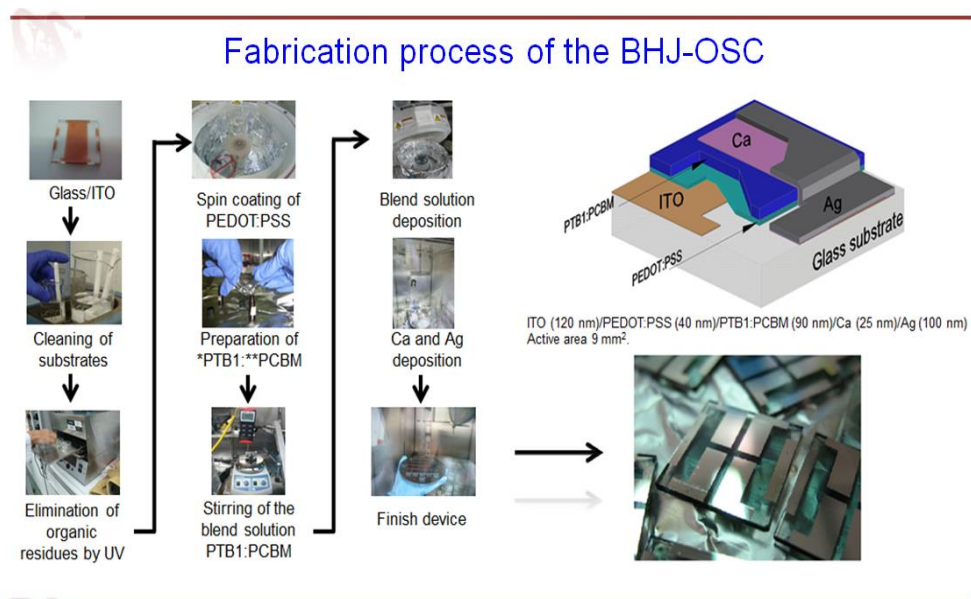 Fabrication process of the BHJ-OSC
Glass/ITO
Cleaning of
substrates
Elimination of
organic
residues by UV
Spin coating of
PEDOT:PSS
Preparation of
*PTB1:**PCBM
Stirring of the
blend solution
PTB1:PCBM
Blend solution
deposition
Ca and Ag
deposition
Finish device
Ca
ITO
Ag
PTB1:PCBM
PEDOT:PSS
Glass substrate
ITO (120 nm)/PEDOT:PSS (40 nm)/PTB1:PCBM (90 nm)/Ca (25 nm)/Ag (100 nm)
Active area 9 mm².